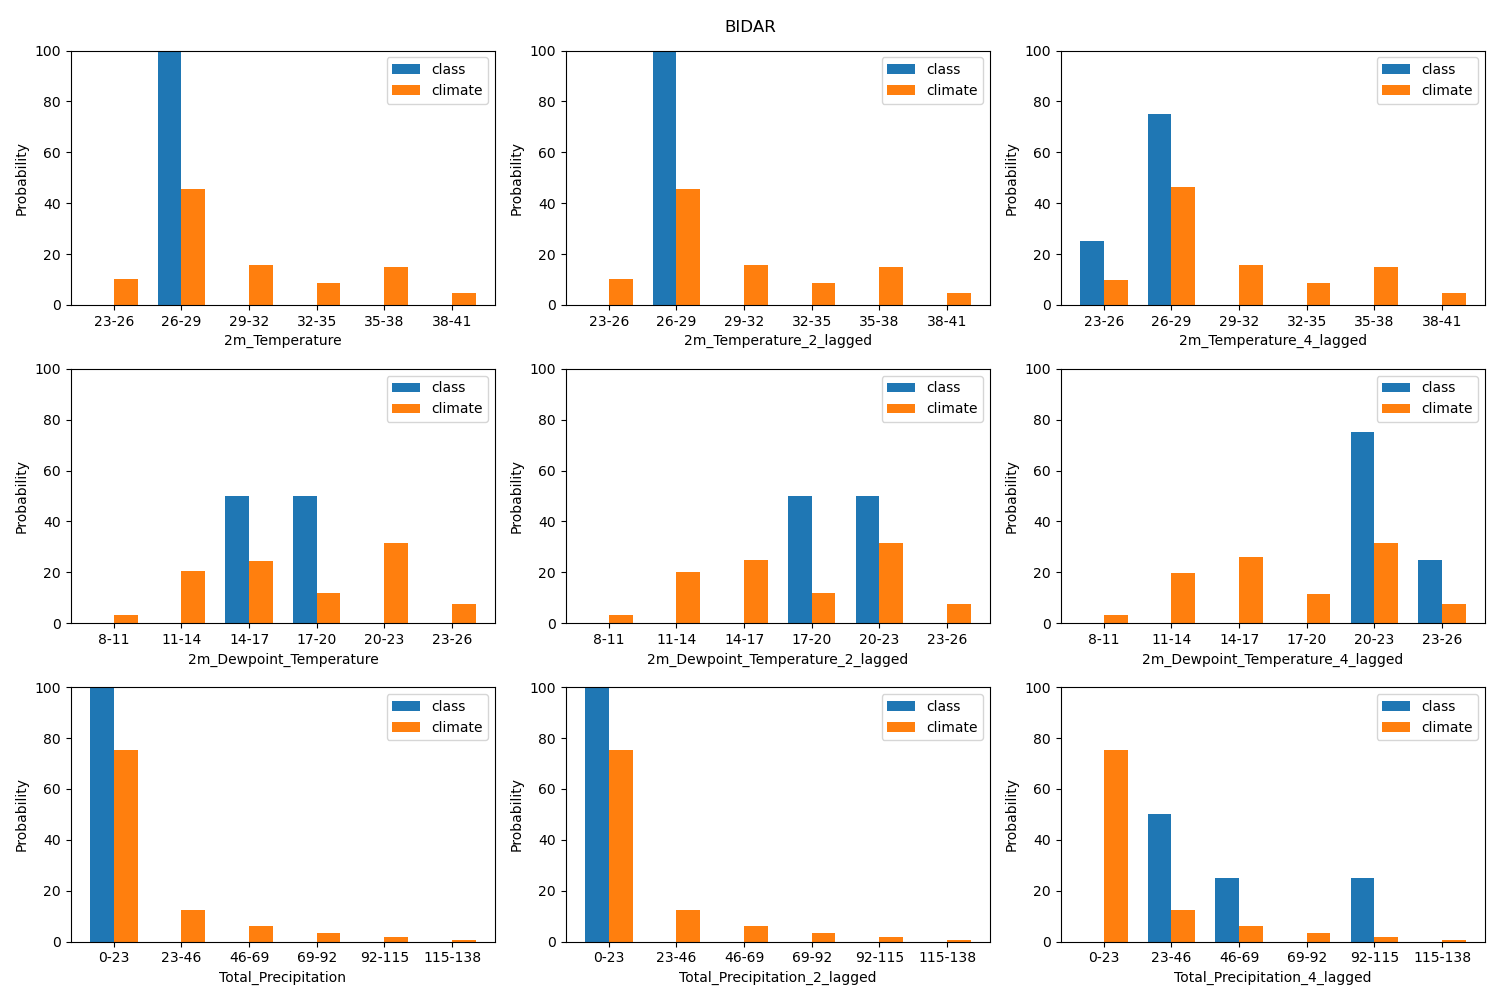 BIDAR
100
80
60
40
20
0
Probability
class
climate
23-26 26-29 29-32 32-35 35-38 38-41
2m_Temperature
100
80
60
40
20
0
Probability
class
climate
23-26 26-29 29-32 32-35 35-38 38-41
2m_Temperature_2_lagged
100
80
60
40
20
0
Probability
class
climate
23-26 26-29 29-32 32-35 35-38 38-41
2m_Temperature_4_lagged
100
80
60
40
20
0
Probability
class
climate
8-11 11-14 14-17 17-20 20-23 23-26
2m_Dewpoint_Temperature
100
80
60
40
20
0
Probability
class
climate
8-11 11-14 14-17 17-20 20-23 23-26
2m_Dewpoint_Temperature_2_lagged
100
80
60
40
20
0
Probability
class
climate
8-11 11-14 14-17 17-20 20-23 23-26
2m_Dewpoint_Temperature_4_lagged
100
80
60
40
20
0
Probability
class
climate
0-23 23-46 46-69 69-92 92-115 115-138
Total_Precipitation
100
80
60
40
20
0
Probability
class
climate
0-23 23-46 46-69 69-92 92-115 115-138
Total_Precipitation_2_lagged
100
80
60
40
20
0
Probability
class
climate
0-23 23-46 46-69 69-92 92-115 115-138
Total_Precipitation_4_lagged